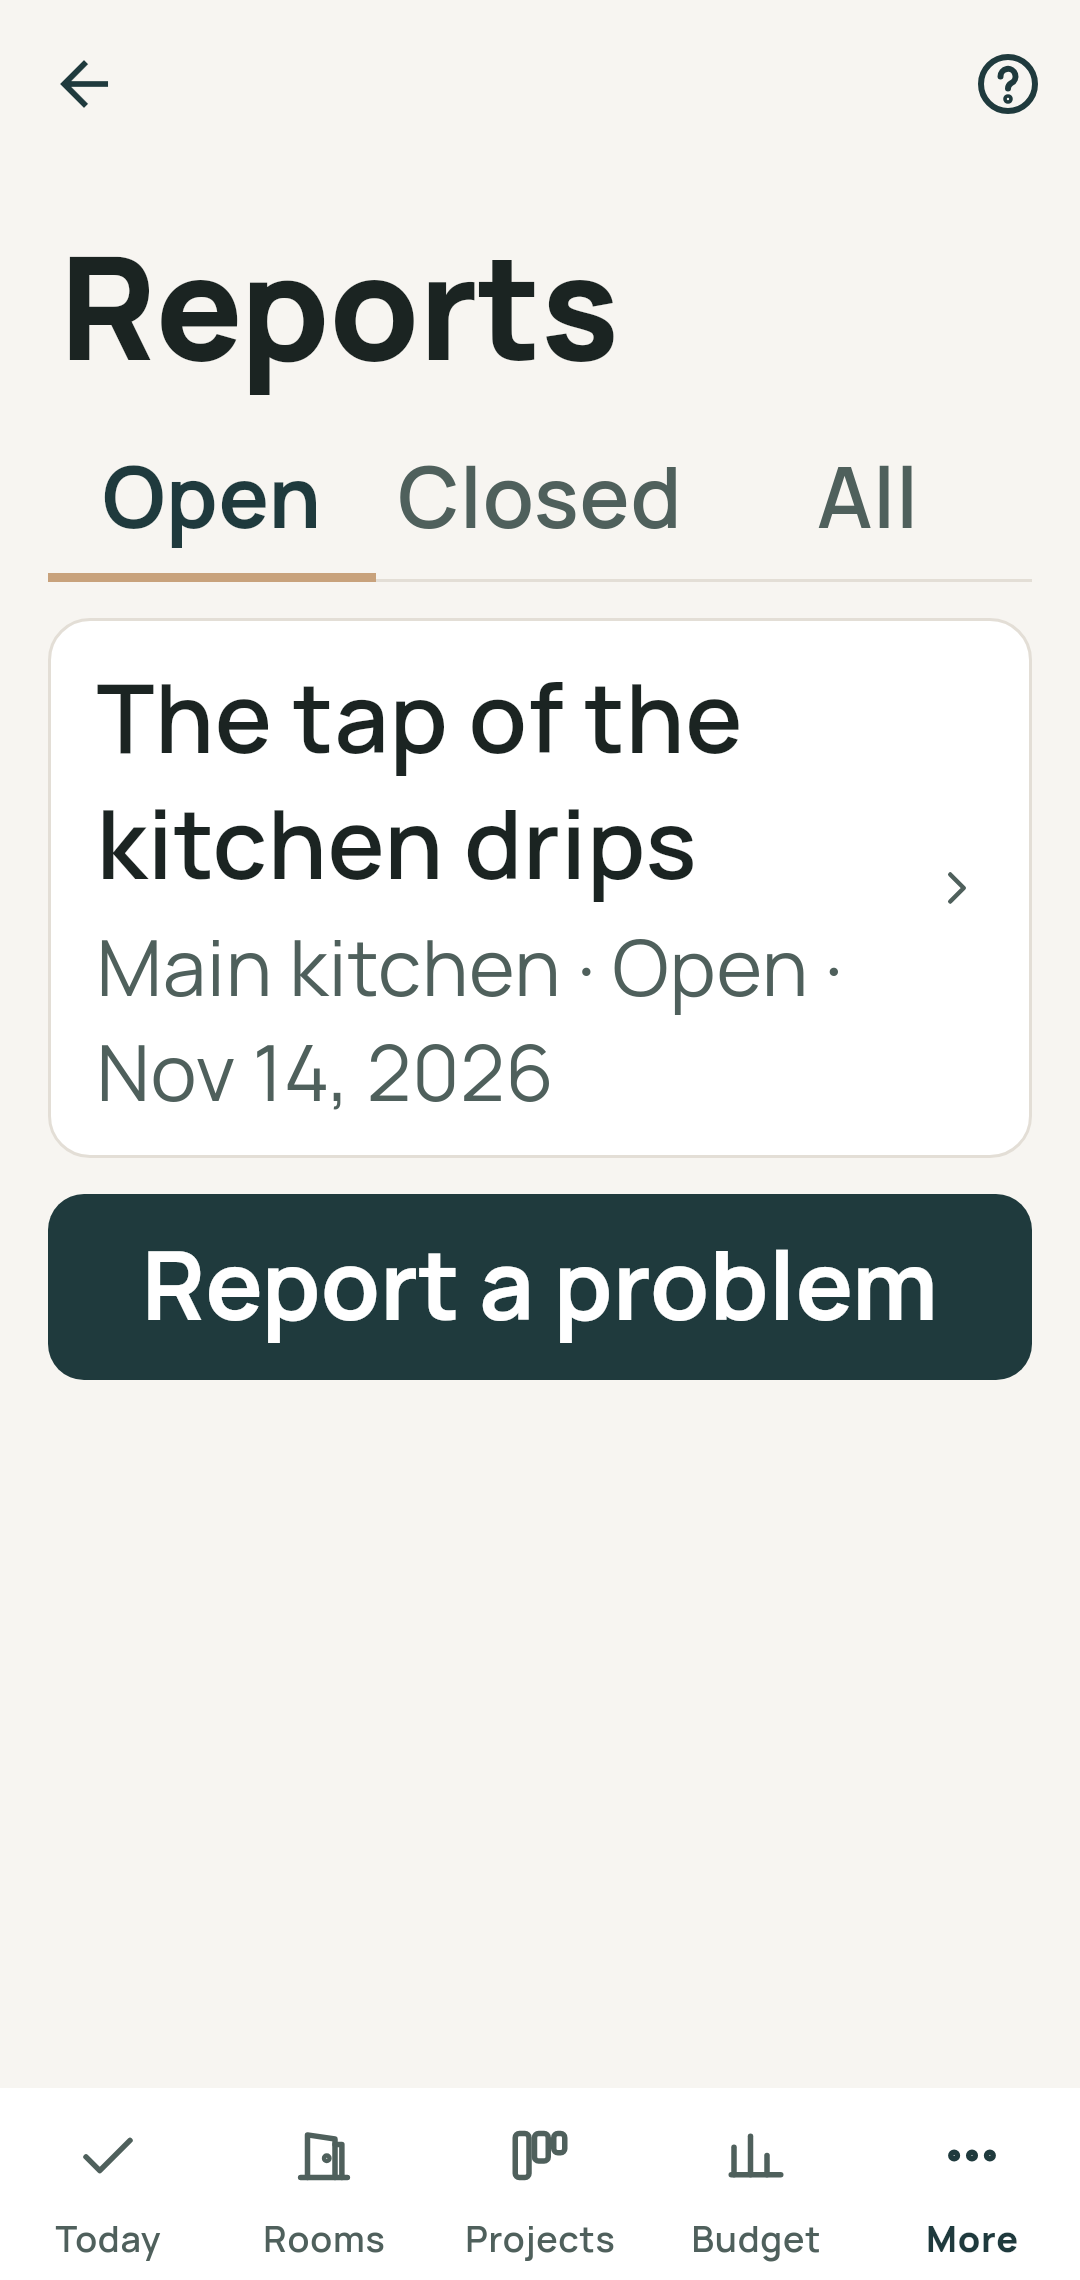 Reports
Open Closed All
The tap of the
kitchen drips
Main kitchen · Open ·
Nov 14, 2026
Report a problem
Today Rooms Projects Budget More